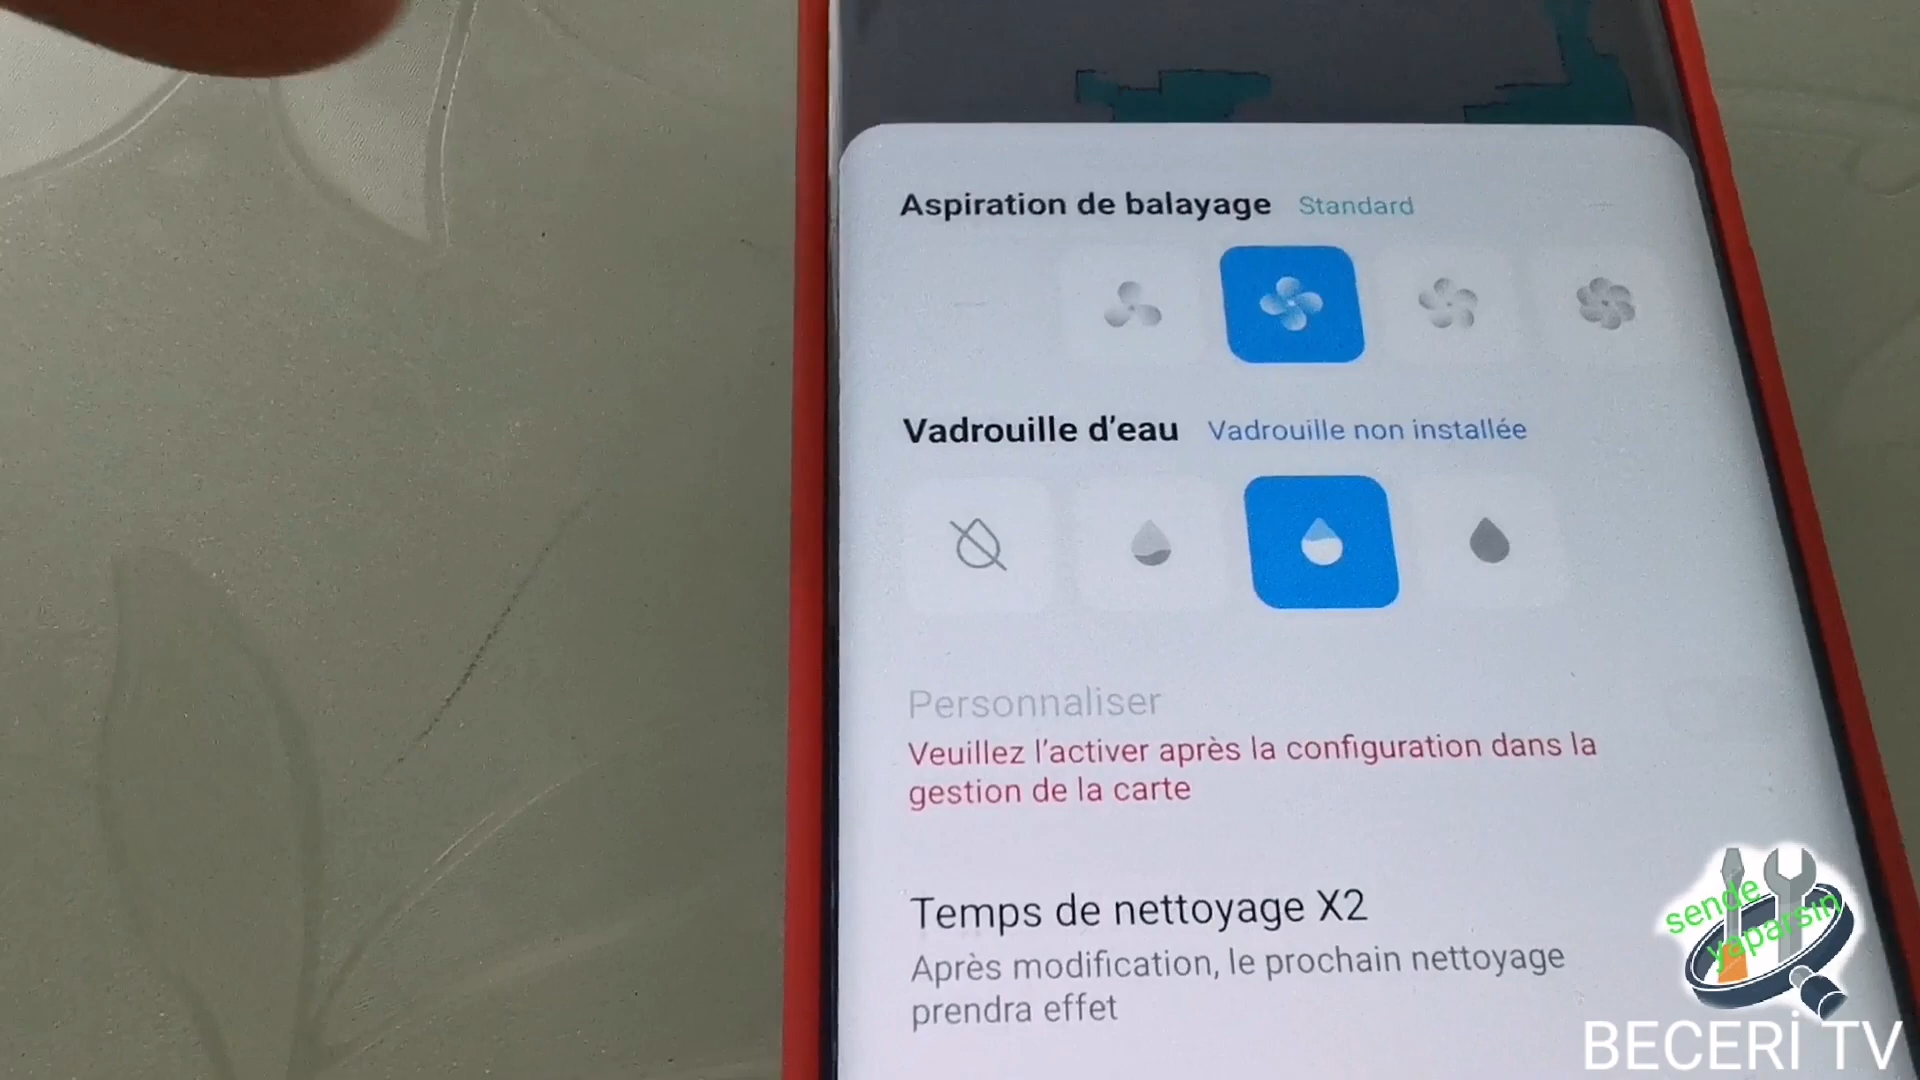 Aspiration de balayage Standard
Vadrouille d'eau Vadrouille non installée
Personnaliser
Veuillez l'activer après la configuration dans la
gestion de la carte
Temps de nettoyage X2
Après modification, le prochain nettoyage
prendra effet
sende
yaparsın
BECERİ TV